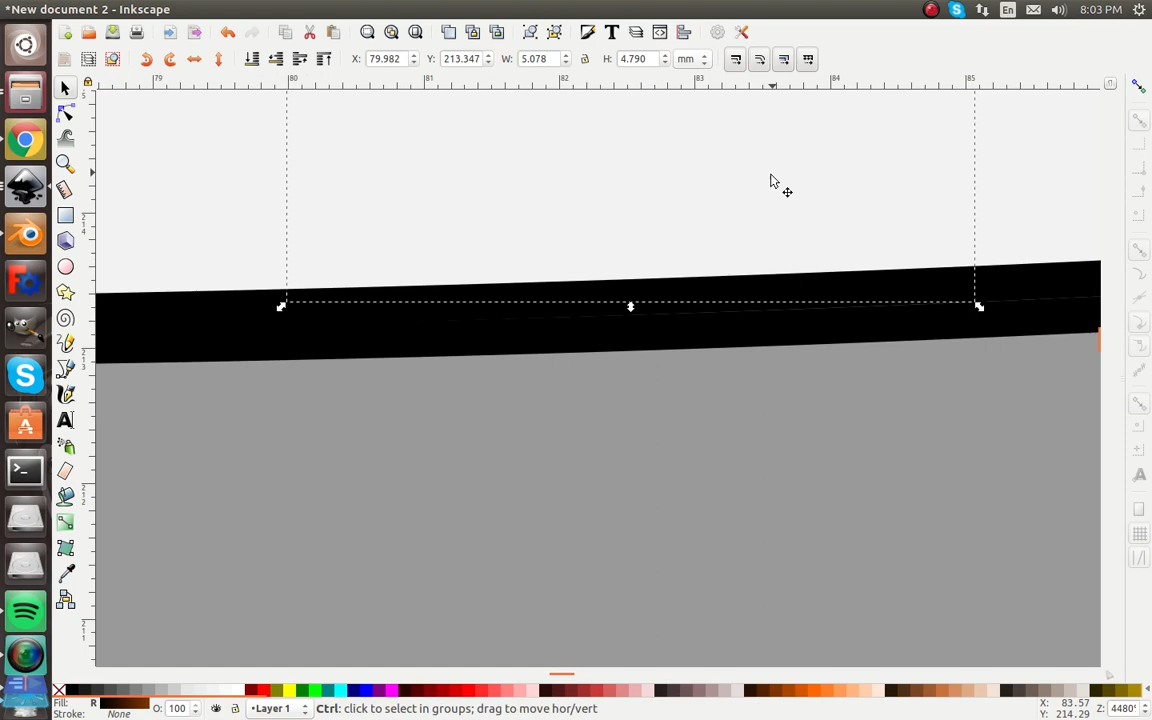 *New document 2 - Inkscape
En
8:03 PM
X: 79.982 Y: 213.347 W: 5.078 H: 4.790 mm
79 80 81 82 83 84 85
Fill: R
Stroke: None
O: 100
•Layer 1
Ctrl: click to select in groups; drag to move hor/vert
X: 83.57
Y: 214.29
Z: 4480%